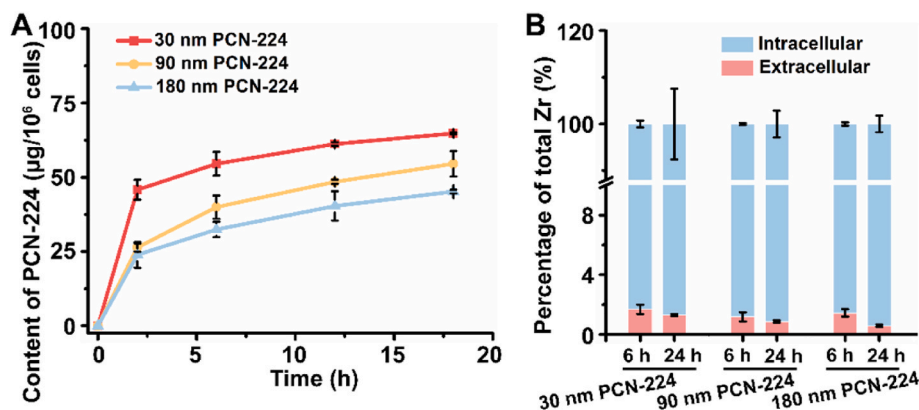 A
Content of PCN-224 (µg/10⁶ cells)
100
75
50
25
0
30 nm PCN-224
90 nm PCN-224
180 nm PCN-224
0
5
10
15
20
Time (h)
B
Percentage of total Zr (%)
120
100
8
4
0
Intracellular
Extracellular
6 h
24 h
6 h
24 h
6 h
24 h
30 nm PCN-224
90 nm PCN-224
180 nm PCN-224